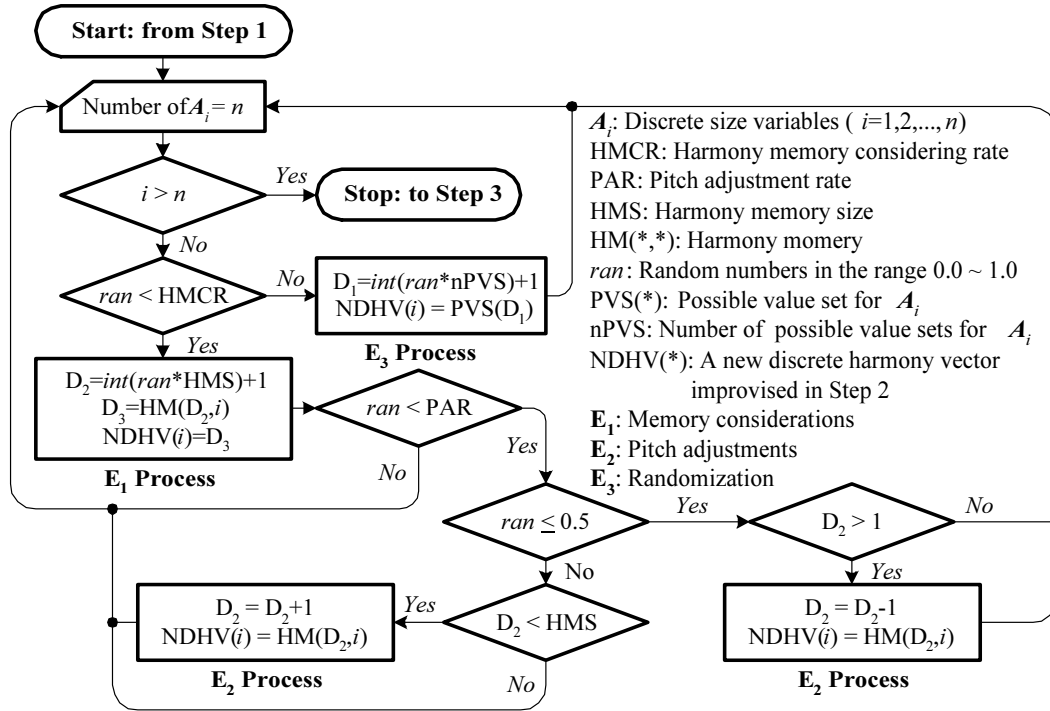 Start: from Step 1
Number of A_i = n
i > n
Yes
Stop: to Step 3
No
ran < HMCR
No
D_1=int(ran*nPVS)+1
NDHV(i) = PVS(D_1)
E_3 Process
Yes
D_2=int(ran*HMS)+1
D_3=HM(D_2,i)
NDHV(i)=D_3
E_1 Process
ran < PAR
No
Yes
ran ≤ 0.5
Yes
D_2 > 1
No
Yes
D_2 = D_2-1
NDHV(i) = HM(D_2,i)
E_2 Process
No
D_2 < HMS
Yes
D_2 = D_2+1
NDHV(i) = HM(D_2,i)
E_2 Process
No
A_i: Discrete size variables ( i=1,2,..., n)
HMCR: Harmony memory considering rate
PAR: Pitch adjustment rate
HMS: Harmony memory size
HM(*,*): Harmony momery
ran: Random numbers in the range 0.0 ~ 1.0
PVS(*): Possible value set for A_i
nPVS: Number of possible value sets for A_i
NDHV(*): A new discrete harmony vector
improvised in Step 2
E_1: Memory considerations
E_2: Pitch adjustments
E_3: Randomization